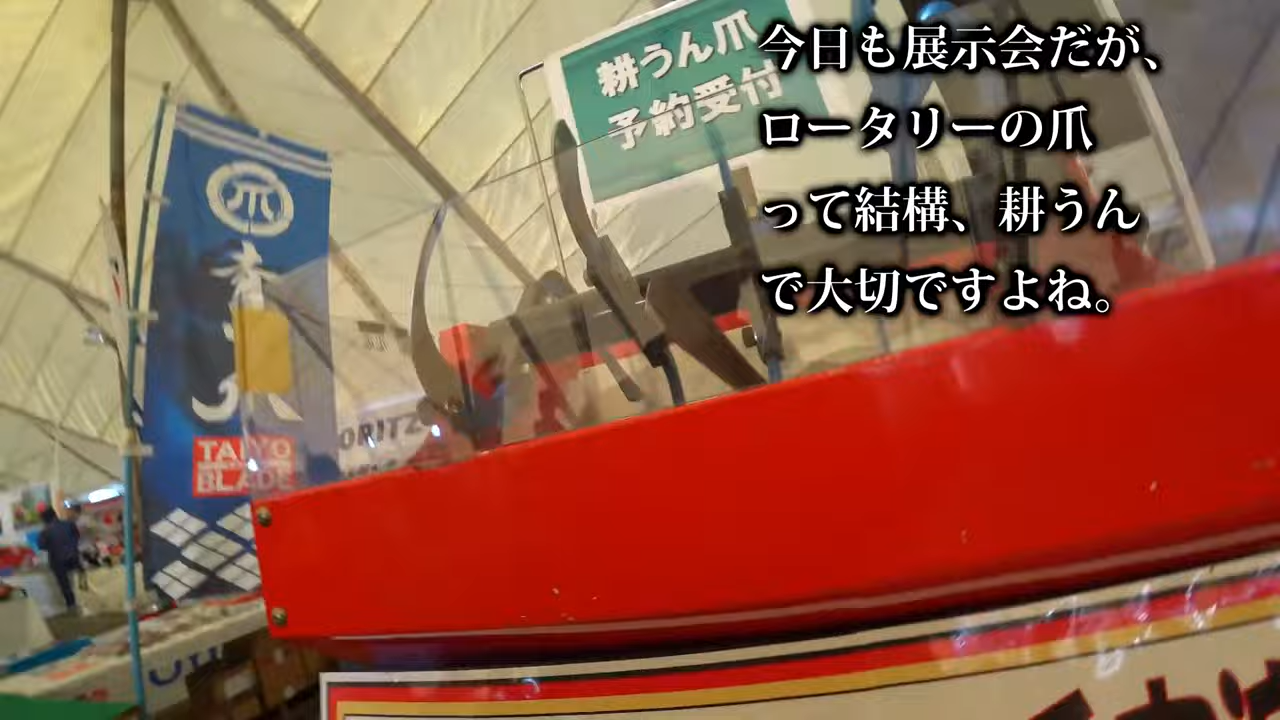 今日も展示会だが、
ロータリーの爪
って結構、耕うん
で大切ですよね。
耕うん爪
予約受付
爪
TAIYO
BLADE
ORITZ